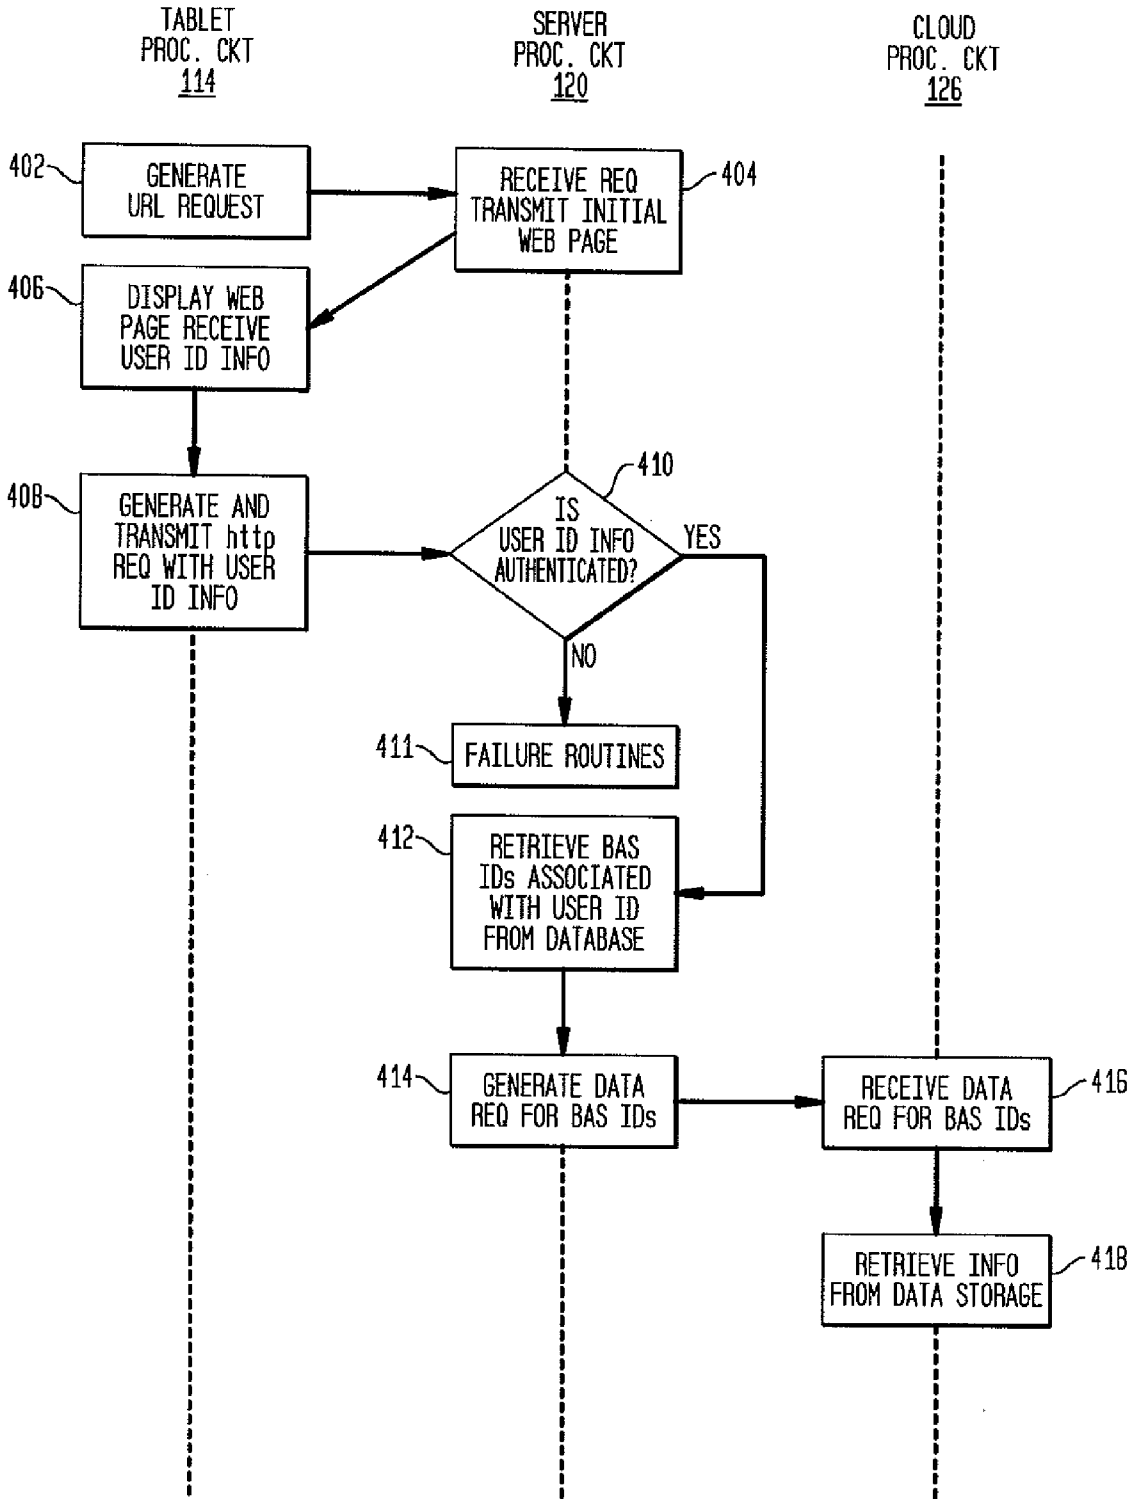 TABLET
PROC. CKT
114
SERVER
PROC. CKT
120
CLOUD
PROC. CKT
126
402
GENERATE
URL REQUEST
RECEIVE REQ
TRANSMIT INITIAL
WEB PAGE
404
406
DISPLAY WEB
PAGE RECEIVE
USER ID INFO
408
GENERATE AND
TRANSMIT http
REQ WITH USER
ID INFO
410
IS
USER ID INFO
AUTHENTICATED?
YES
NO
411
FAILURE ROUTINES
412
RETRIEVE BAS
IDs ASSOCIATED
WITH USER ID
FROM DATABASE
414
GENERATE DATA
REQ FOR BAS IDs
RECEIVE DATA
REQ FOR BAS IDs
416
RETRIEVE INFO
FROM DATA STORAGE
418